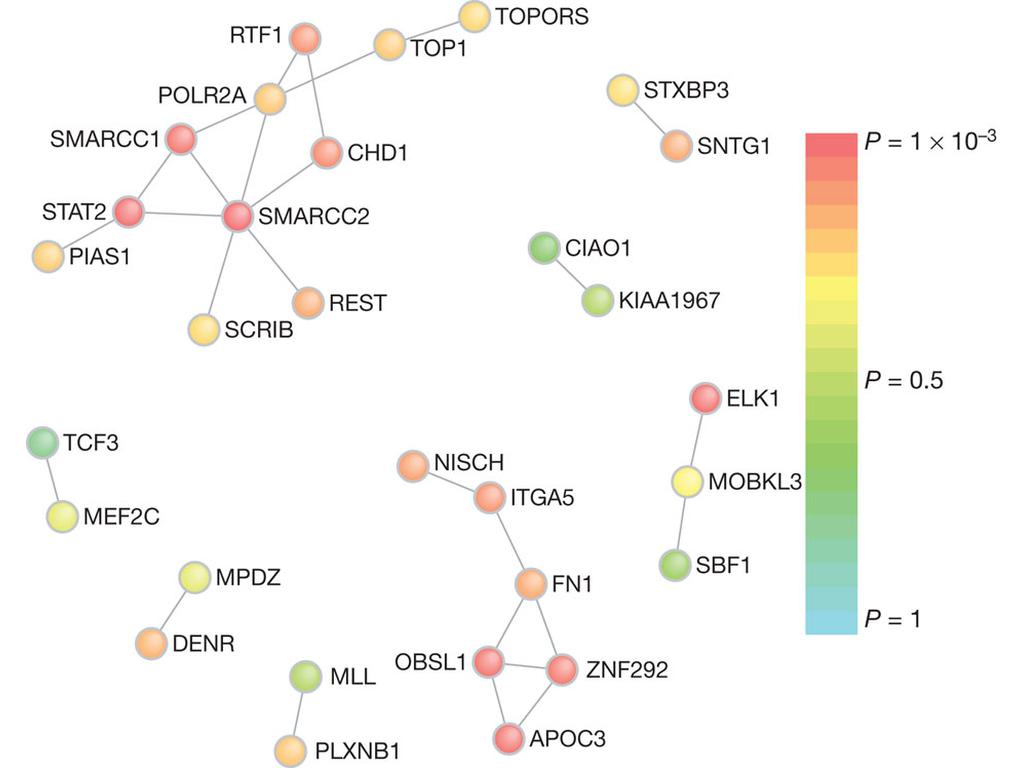 TOPORS
RTF1
TOP1
POLR2A
STXBP3
SMARCC1
CHD1
SNTG1
P = 1 × 10⁻³
STAT2
SMARCC2
PIAS1
CIAO1
REST
KIAA1967
SCRIB
P = 0.5
ELK1
TCF3
NISCH
MOBKL3
ITGA5
MEF2C
SBF1
MPDZ
FN1
P = 1
DENR
OBSL1
ZNF292
MLL
APOC3
PLXNB1